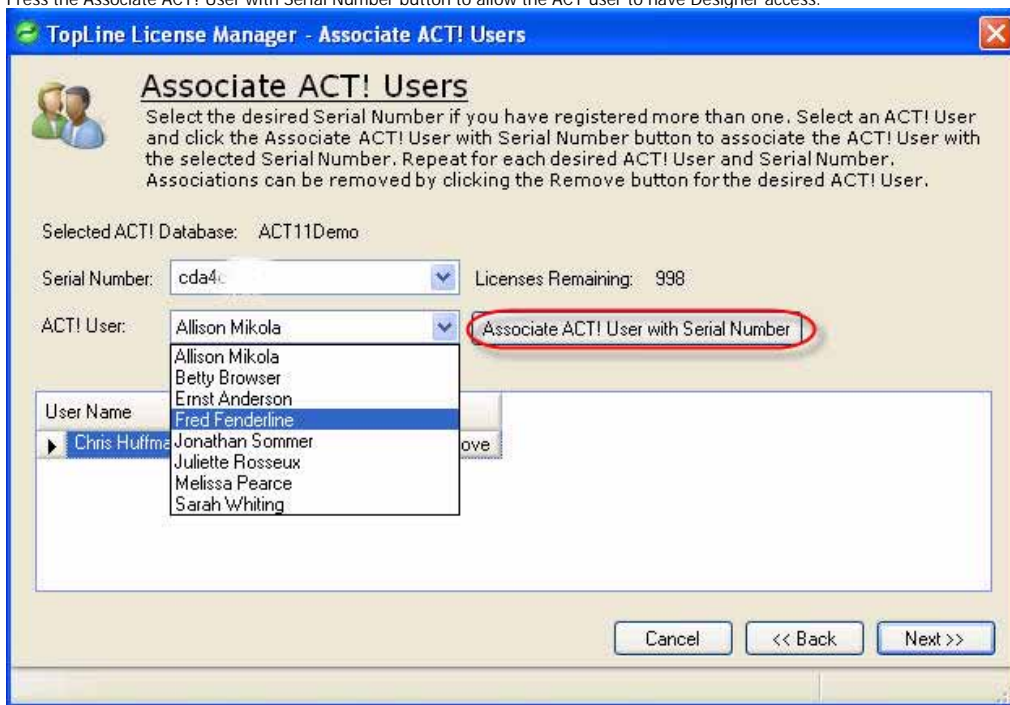 Press the Associate ACT! User with Serial Number button to allow the ACT user to have Designer access.
TopLine License Manager - Associate ACT! Users
Associate ACT! Users
Select the desired Serial Number if you have registered more than one. Select an ACT! User
and click the Associate ACT! User with Serial Number button to associate the ACT! User with
the selected Serial Number. Repeat for each desired ACT! User and Serial Number.
Associations can be removed by clicking the Remove button for the desired ACT! User.
Selected ACT! Database: ACT11Demo
Serial Number: cda4 Licenses Remaining: 998
ACT! User: Allison Mikola Associate ACT! User with Serial Number
Allison Mikola
Betty Browser
Ernst Anderson
User Name
Fred Fenderline
Chris Huffma
Jonathan Sommer
ove
Juliette Rosseux
Melissa Pearce
Sarah Whiting
Cancel << Back Next >>